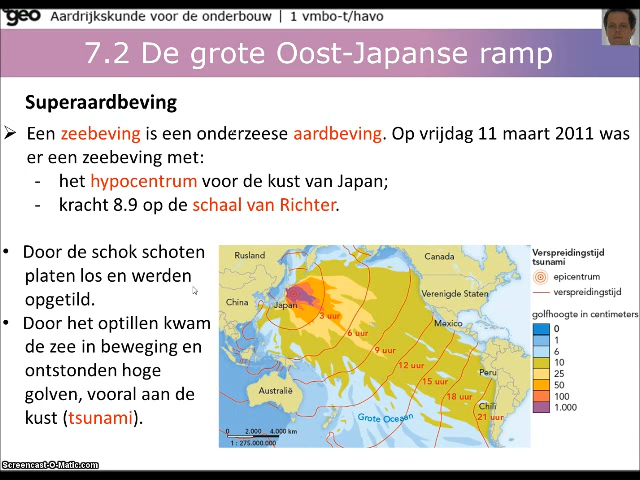 geo Aardrijkskunde voor de onderbouw | 1 vmbo-t/havo
7.2 De grote Oost-Japanse ramp
Superaardbeving
Een zeebeving is een onderzeese aardbeving. Op vrijdag 11 maart 2011 was
er een zeebeving met:
- het hypocentrum voor de kust van Japan;
- kracht 8.9 op de schaal van Richter.
• Door de schok schoten
platen los en werden
opgetild.
• Door het optillen kwam
de zee in beweging en
ontstonden hoge
golven, vooral aan de
kust (tsunami).
Rusland
Canada
China
Japan
Verenigde Staten
Mexico
3 uur
6 uur
9 uur
12 uur
15 uur
18 uur
21 uur
Peru
Australië
Chili
Grote Oceaan
0 2.000 4.000 km
1: 275.000.000
Verspreidingstijd
tsunami
epicentrum
verspreidingstijd
golfhoogte in centimeters
0
1
6
10
25
50
100
1.000
Screencast-O-Matic.com